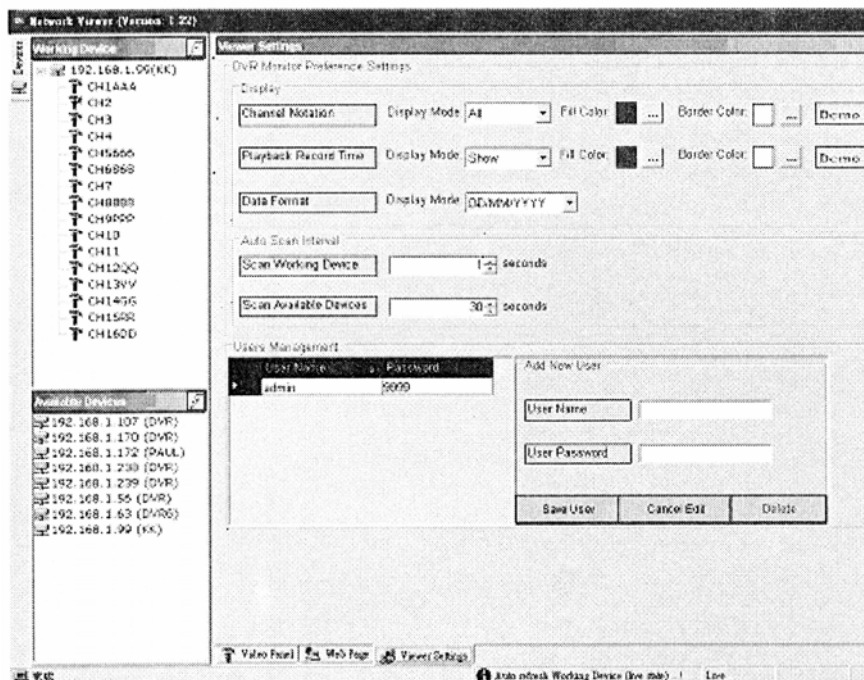 Network Viewer (Version: 1.22)
Devices
Working Device
192.168.1.99(KK)
CH1AAA
CH2
CH3
CH4
CH5666
CH6868
CH7
CH8888
CH9PPP
CH10
CH11
CH12QQ
CH13VV
CH14GG
CH15RR
CH16DD
Available Devices
192.168.1.107 (DVR)
192.168.1.170 (DVR)
192.168.1.172 (PAUL)
192.168.1.230 (DVR)
192.168.1.239 (DVR)
192.168.1.56 (DVR)
192.168.1.63 (DVR6)
192.168.1.99 (KK)
Viewer Settings
DVR Monitor Preference Settings
Display
Channel Notation Display Mode: All Fill Color: ... Border Color: ... Demo
Playback Record Time Display Mode: Show Fill Color: ... Border Color: ... Demo
Data Format Display Mode: DD/MM/YYYY
Auto Scan Interval
Scan Working Device 1 seconds
Scan Available Devices 30 seconds
Users Management
User Name Password
admin 9999
Add New User
User Name
User Password
Save User Cancel Edit Delete
Video Panel Web Page Viewer Settings
完成 Auto refresh Working Device (live state) ...! Live